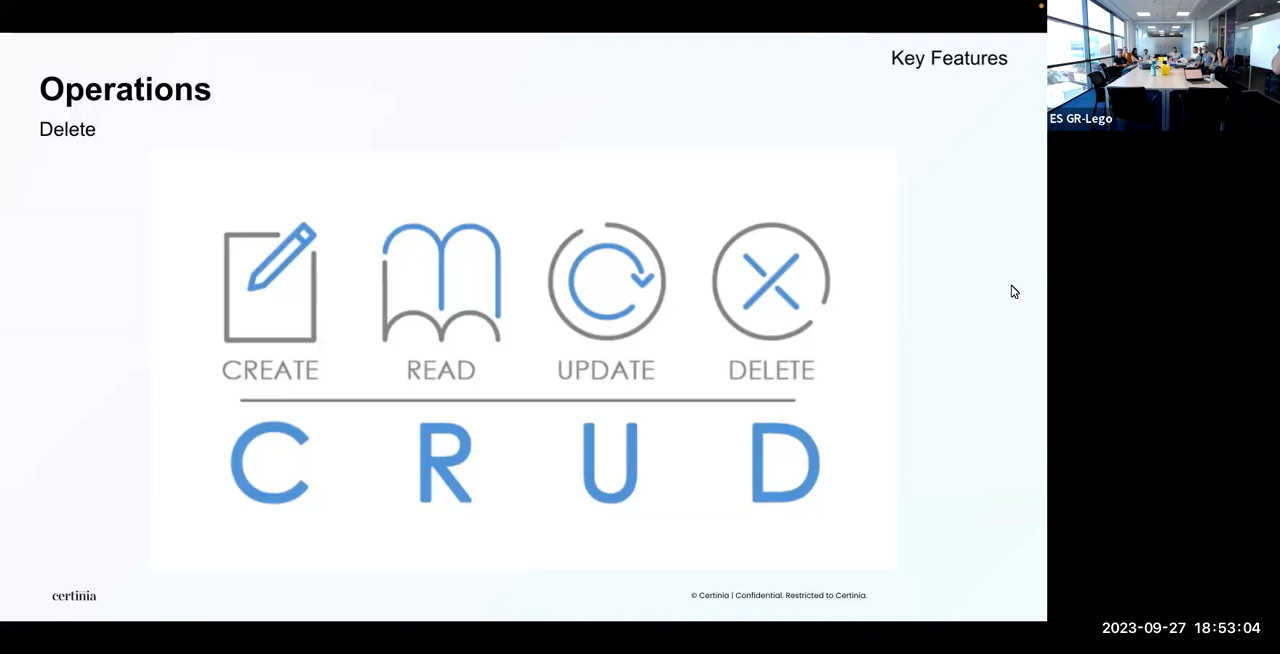 Key Features
Operations
Delete
CREATE READ UPDATE DELETE
C R U D
certinia
© Certinia | Confidential. Restricted to Certinia.
ES GR-Lego
2023-09-27 18:53:04